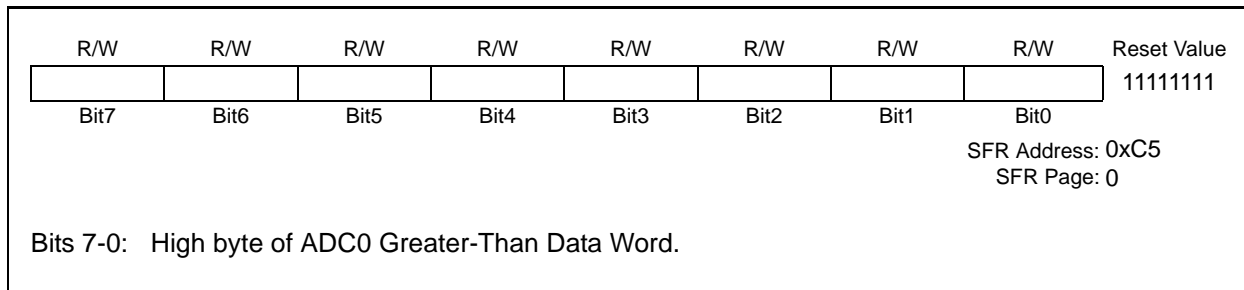 R/W R/W R/W R/W R/W R/W R/W R/W Reset Value
11111111
Bit7 Bit6 Bit5 Bit4 Bit3 Bit2 Bit1 Bit0
SFR Address: 0xC5
SFR Page: 0
Bits 7-0: High byte of ADC0 Greater-Than Data Word.